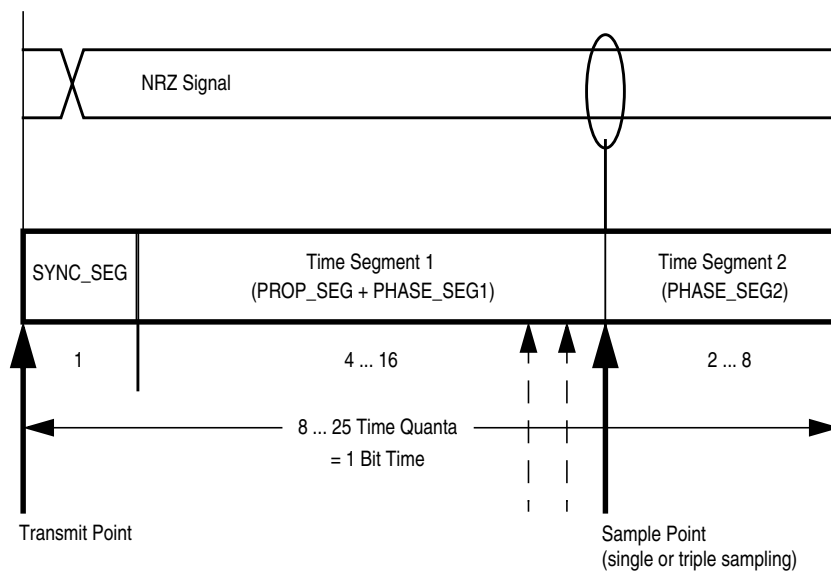 NRZ Signal
SYNC_SEG
Time Segment 1
(PROP_SEG + PHASE_SEG1)
Time Segment 2
(PHASE_SEG2)
1
4 ... 16
2 ... 8
8 ... 25 Time Quanta
= 1 Bit Time
Transmit Point
Sample Point
(single or triple sampling)